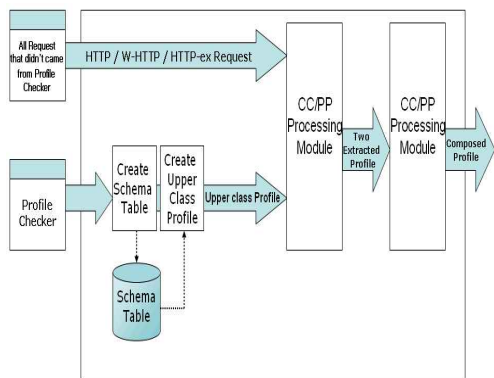 All Request
that didn't came
from Profile
Checker
HTTP / W-HTTP / HTTP-ex Request
CC/PP
Processing
Module
Two
Extracted
Profile
CC/PP
Processing
Module
Composed
Profile
Profile
Checker
Create
Schema
Table
Create
Upper
Class
Profile
Upper class Profile
Schema
Table